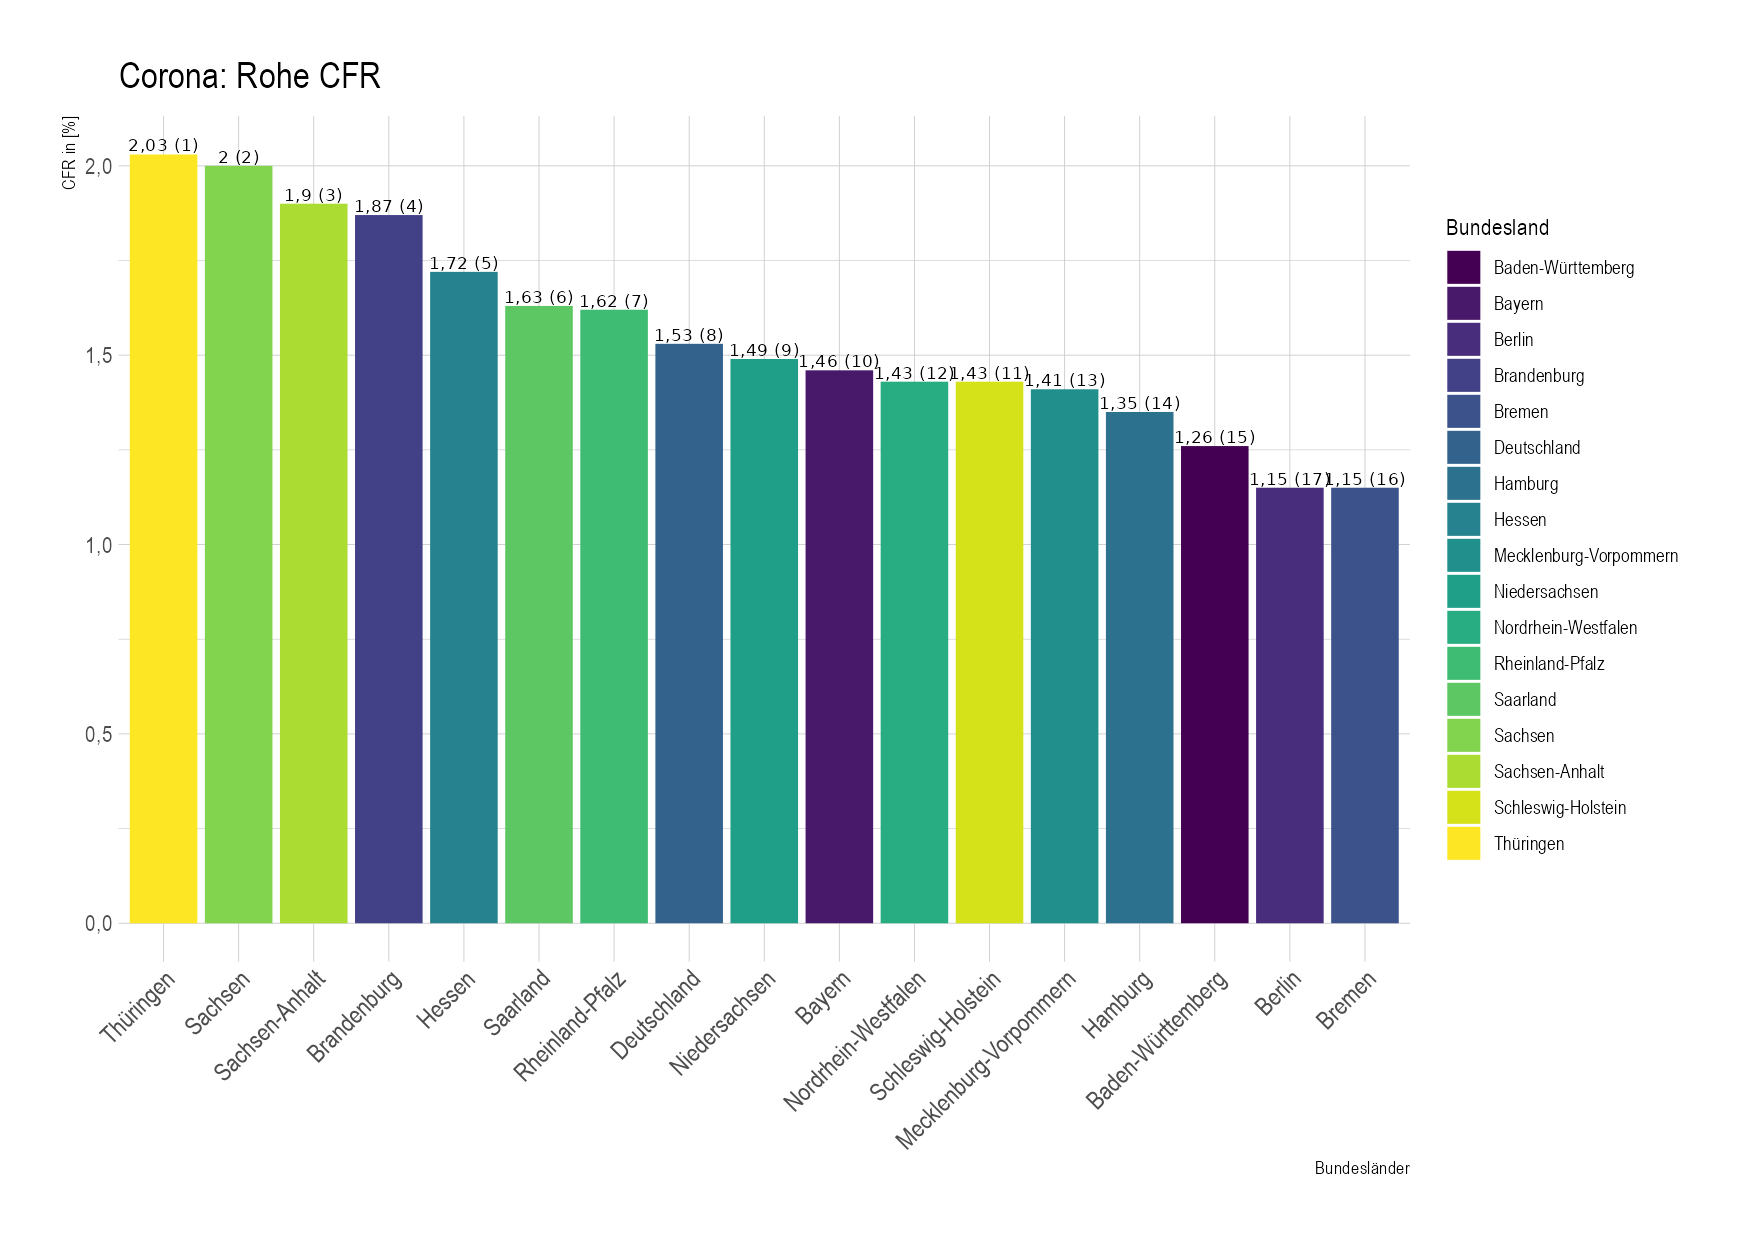 Corona: Rohe CFR
CFR in [%]
2,0
1,5
1,0
0,5
0,0
2,03 (1)
2 (2)
1,9 (3)
1,87 (4)
1,72 (5)
1,63 (6)
1,62 (7)
1,53 (8)
1,49 (9)
1,46 (10)
1,43 (12)
1,43 (11)
1,41 (13)
1,35 (14)
1,26 (15)
1,15 (17)
1,15 (16)
Thüringen
Sachsen
Sachsen-Anhalt
Brandenburg
Hessen
Saarland
Rheinland-Pfalz
Deutschland
Niedersachsen
Bayern
Nordrhein-Westfalen
Schleswig-Holstein
Mecklenburg-Vorpommern
Hamburg
Baden-Württemberg
Berlin
Bremen
Bundesländer
Bundesland
Baden-Württemberg
Bayern
Berlin
Brandenburg
Bremen
Deutschland
Hamburg
Hessen
Mecklenburg-Vorpommern
Niedersachsen
Nordrhein-Westfalen
Rheinland-Pfalz
Saarland
Sachsen
Sachsen-Anhalt
Schleswig-Holstein
Thüringen